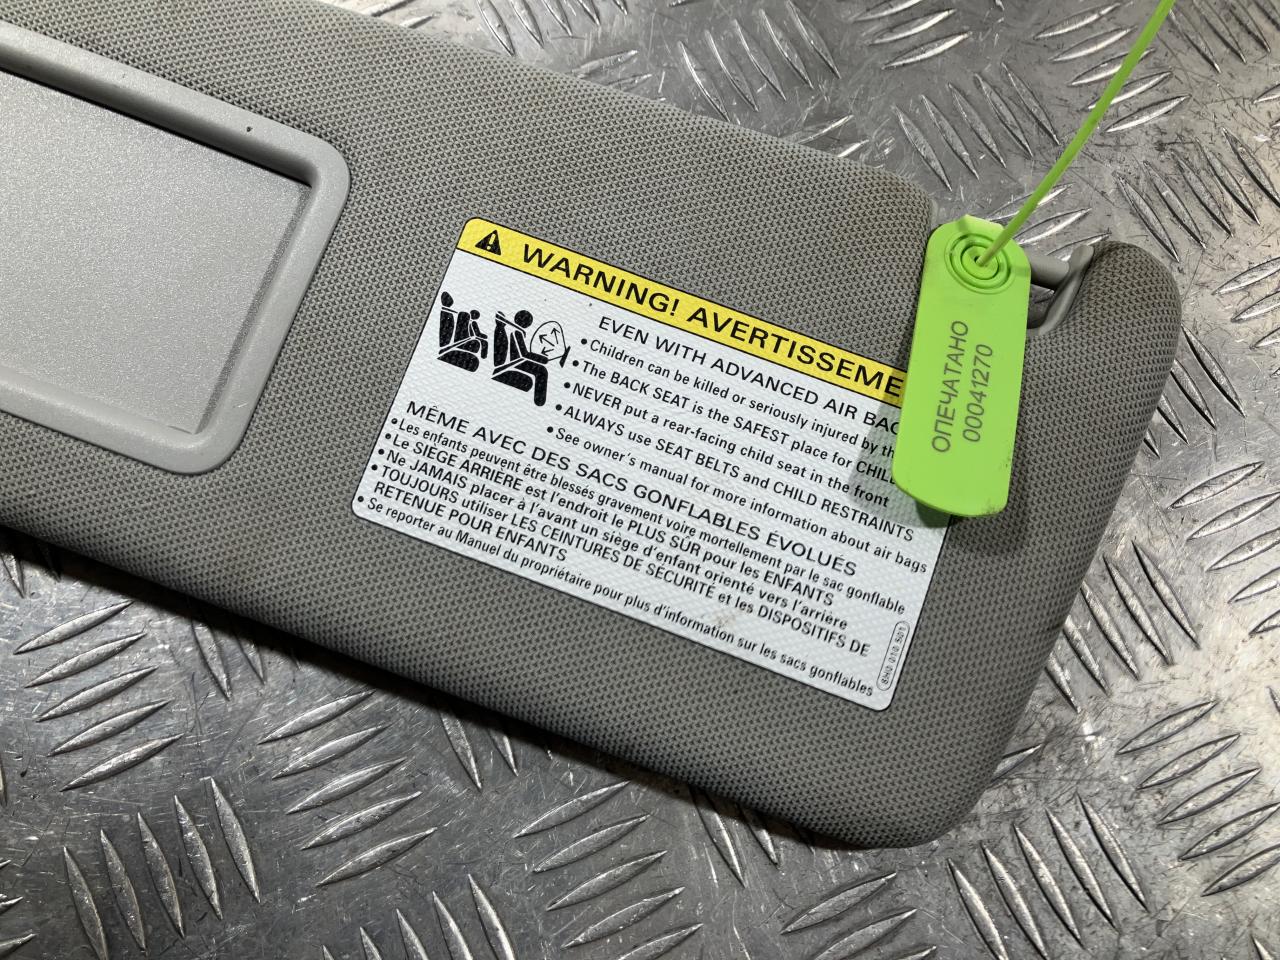 WARNING! AVERTISSEME
EVEN WITH ADVANCED AIR BAG
•Children can be killed or seriously injured by the
•The BACK SEAT is the SAFEST place for CHIL
•NEVER put a rear-facing child seat in the front
•ALWAYS use SEAT BELTS and CHILD RESTRAINTS
•See owner's manual for more information about air bags
MÊME AVEC DES SACS GONFLABLES ÉVOLUÉS
•Les enfants peuvent être blessés gravement voire mortellement par le sac gonflable
•Le SIÈGE ARRIÈRE est l'endroit le PLUS SÛR pour les ENFANTS
•Ne JAMAIS placer à l'avant un siège d'enfant orienté vers l'arrière
•TOUJOURS utiliser LES CEINTURES DE SÉCURITÉ et les DISPOSITIFS DE
RETENUE POUR ENFANTS
•Se reporter au Manuel du propriétaire pour plus d'information sur les sacs gonflables
ОПЕЧАТАНО
00041270